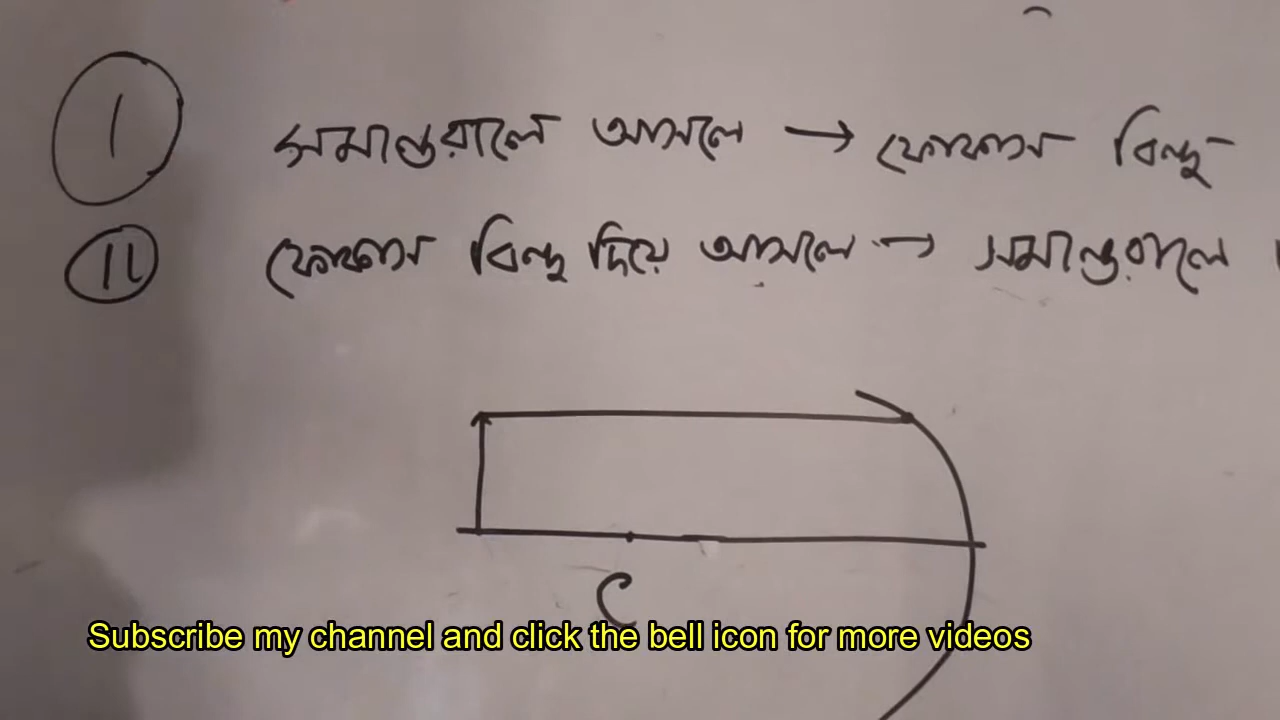 I সমান্তরালে আসলে → ফোকাস বিন্দু
II ফোকাস বিন্দু দিয়ে আসলে → সমান্তরালে
C
Subscribe my channel and click the bell icon for more videos